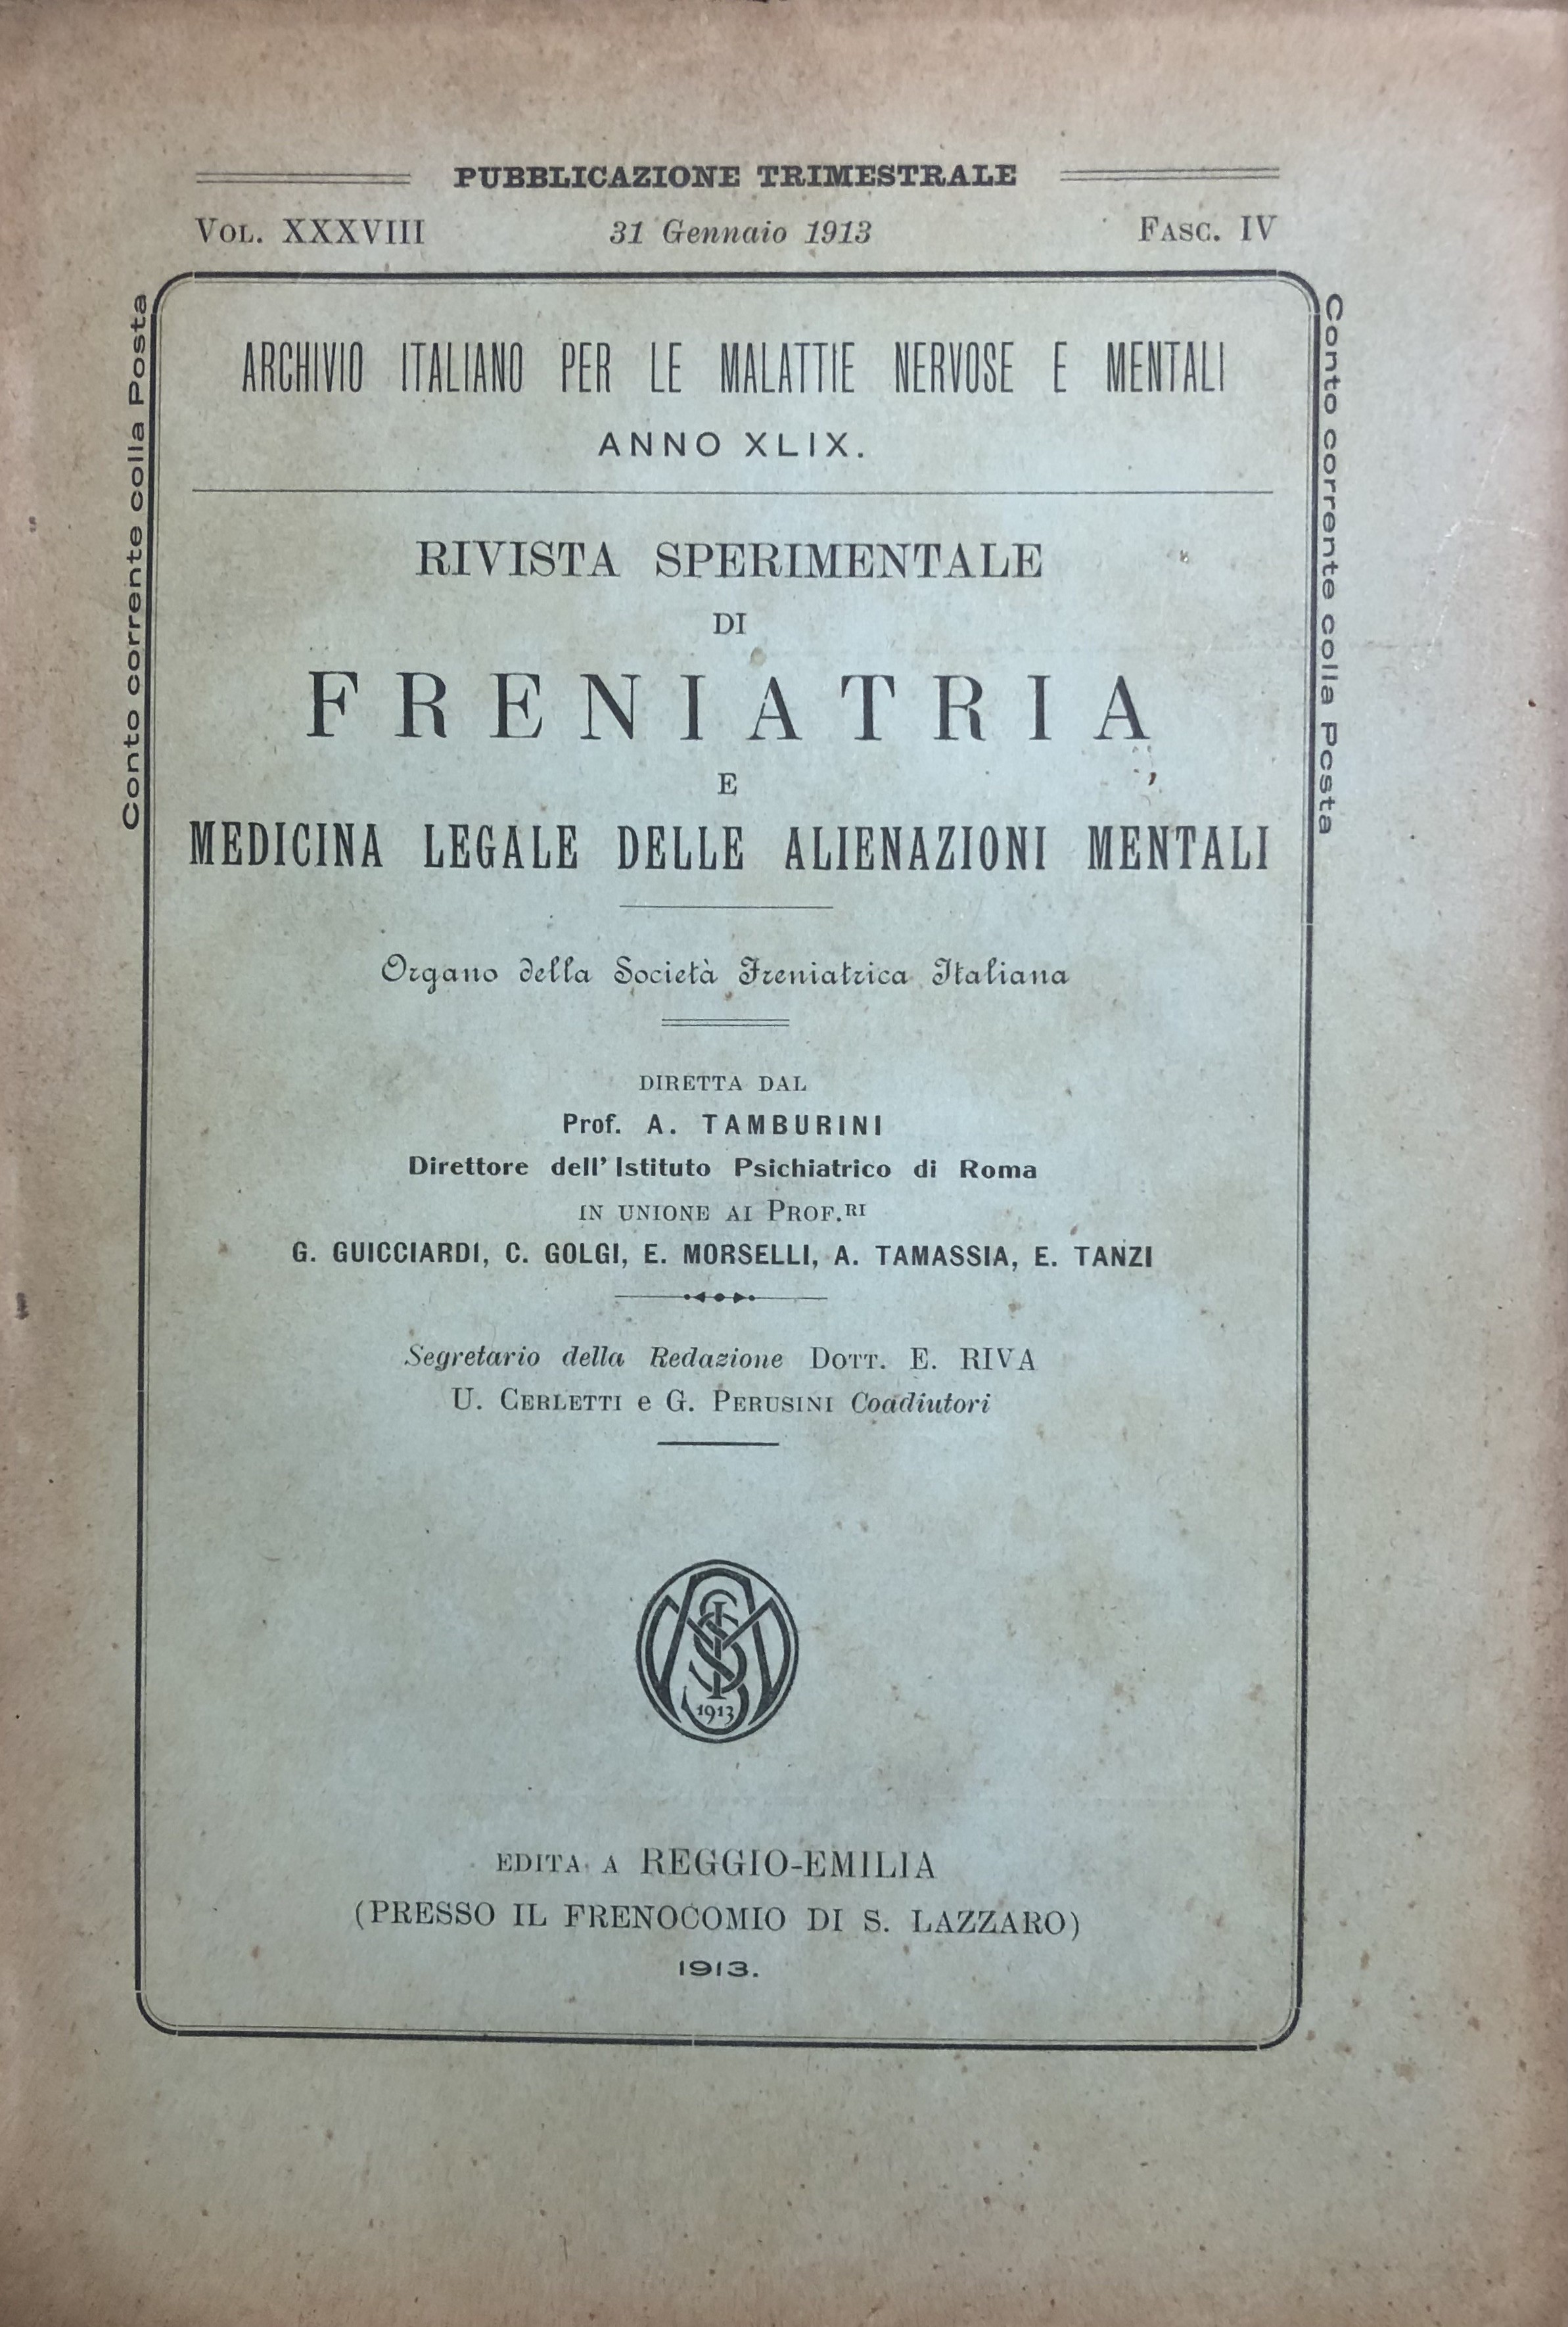 PUBBLICAZIONE TRIMESTRALE
VOL. XXXVIII 31 Gennaio 1913 FASC. IV
Conto corrente colla Posta
Conto corrente colla Posta
ARCHIVIO ITALIANO PER LE MALATTIE NERVOSE E MENTALI
ANNO XLIX.
RIVISTA SPERIMENTALE
DI
FRENIATRIA
E
MEDICINA LEGALE DELLE ALIENAZIONI MENTALI
Organo della Società Freniatrica Italiana
DIRETTA DAL
Prof. A. TAMBURINI
Direttore dell' Istituto Psichiatrico di Roma
IN UNIONE AI PROF.RI
G. GUICCIARDI, C. GOLGI, E. MORSELLI, A. TAMASSIA, E. TANZI
Segretario della Redazione DOTT. E. RIVA
U. CERLETTI e G. PERUSINI Coadiutori
1913
EDITA A REGGIO-EMILIA
(PRESSO IL FRENOCOMIO DI S. LAZZARO)
1913.